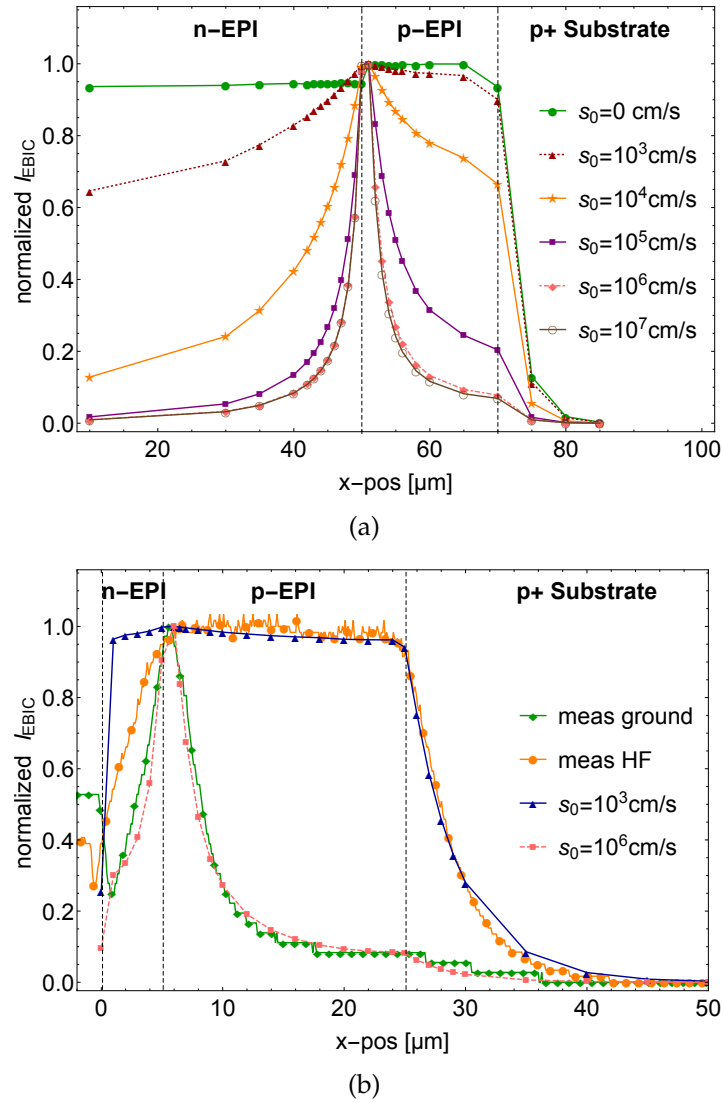 n−EPI p−EPI p+ Substrate
1.0
0.8
0.6
0.4
0.2
0.0
normalized I_EBIC
s₀=0 cm/s
s₀=10³cm/s
s₀=10⁴cm/s
s₀=10⁵cm/s
s₀=10⁶cm/s
s₀=10⁷cm/s
20 40 60 80 100
x−pos [µm]
(a)
n−EPI p−EPI p+ Substrate
1.0
0.8
0.6
0.4
0.2
0.0
normalized I_EBIC
meas ground
meas HF
s₀=10³cm/s
s₀=10⁶cm/s
0 10 20 30 40 50
x−pos [µm]
(b)